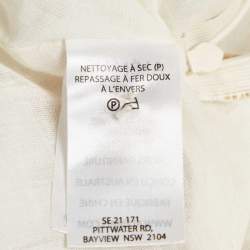 NETTOYAGE À SEC (P)
REPASSAGE À FER DOUX
À L'ENVERS
P
SE 21 171
PITTWATER RD,
BAYVIEW NSW 2104